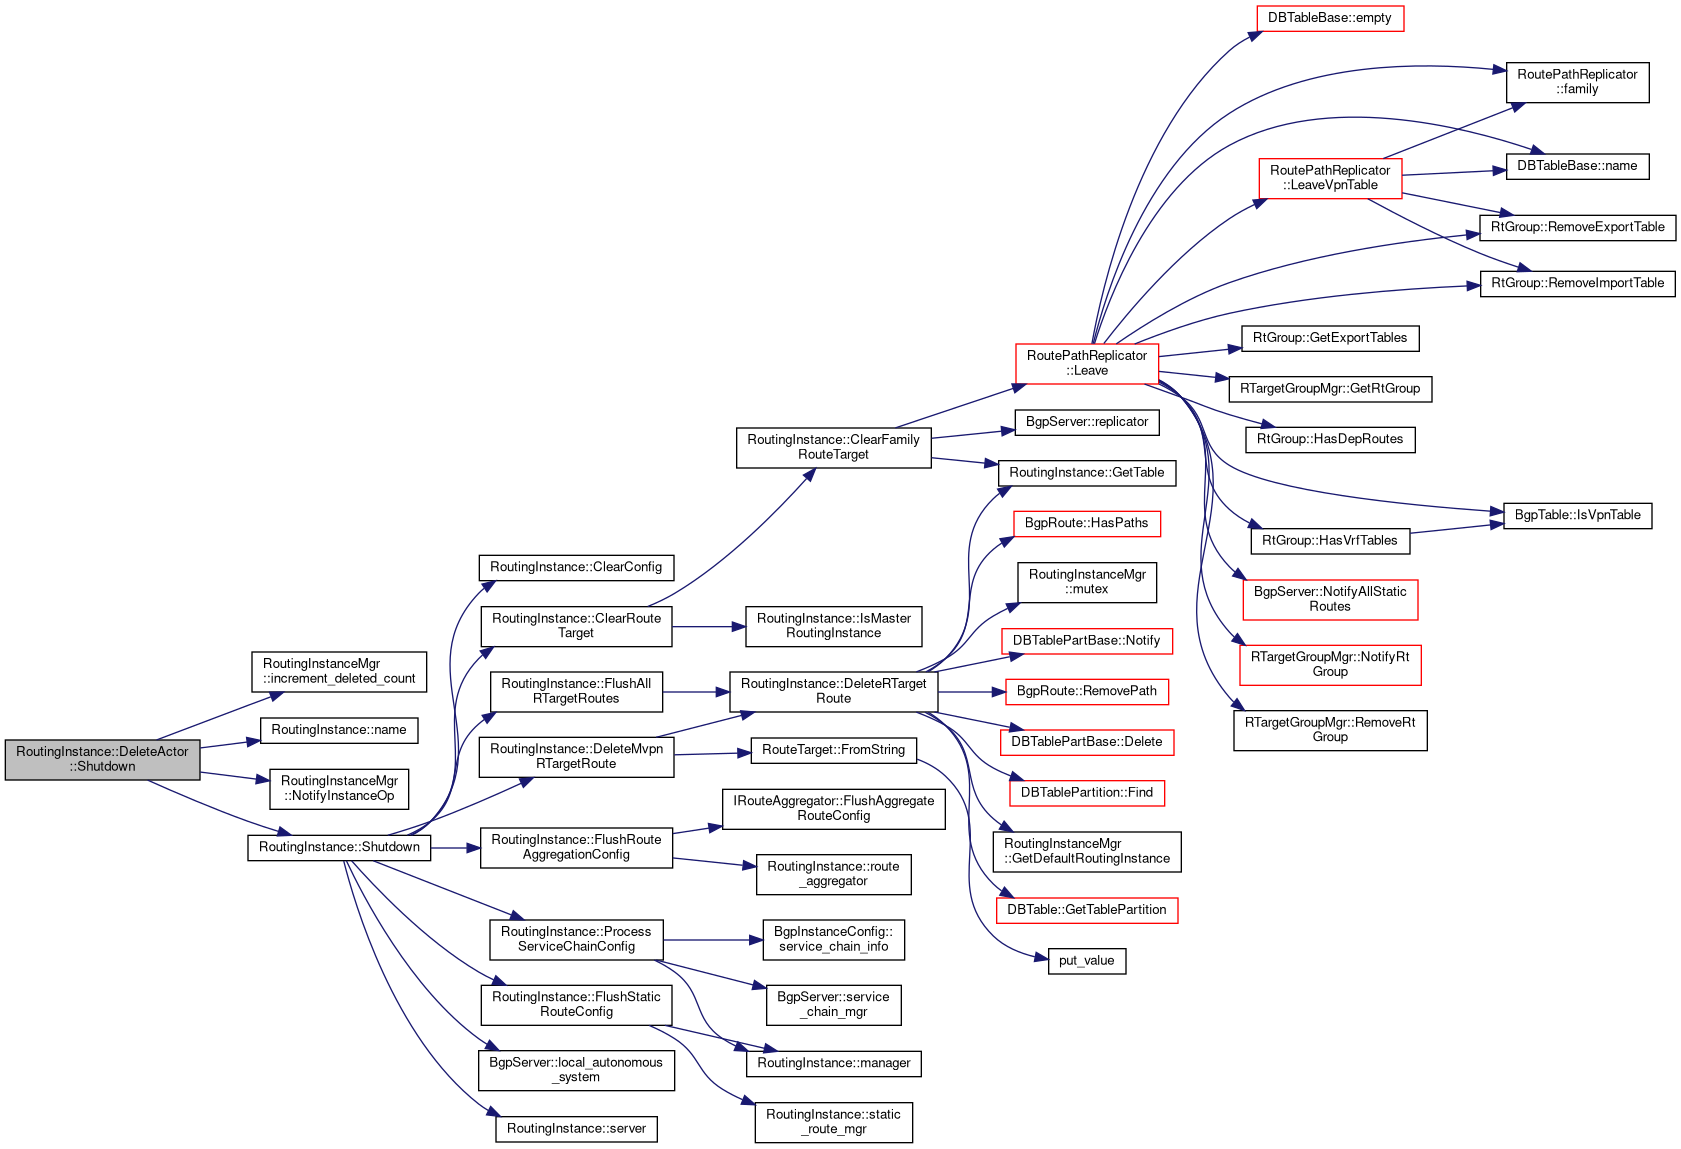 RoutingInstance::DeleteActor
::Shutdown
RoutingInstanceMgr
::increment_deleted_count
RoutingInstance::name
RoutingInstanceMgr
::NotifyInstanceOp
RoutingInstance::Shutdown
RoutingInstance::ClearConfig
RoutingInstance::ClearRoute
Target
RoutingInstance::FlushAll
RTargetRoutes
RoutingInstance::DeleteMvpn
RTargetRoute
RoutingInstance::FlushRoute
AggregationConfig
RoutingInstance::Process
ServiceChainConfig
RoutingInstance::FlushStatic
RouteConfig
BgpServer::local_autonomous
_system
RoutingInstance::server
RoutingInstance::ClearFamily
RouteTarget
RoutingInstance::IsMaster
RoutingInstance
RoutingInstance::DeleteRTarget
Route
RouteTarget::FromString
IRouteAggregator::FlushAggregate
RouteConfig
RoutingInstance::route
_aggregator
BgpInstanceConfig::
service_chain_info
BgpServer::service
_chain_mgr
RoutingInstance::manager
RoutingInstance::static
_route_mgr
RoutePathReplicator
::Leave
BgpServer::replicator
RoutingInstance::GetTable
BgpRoute::HasPaths
RoutingInstanceMgr
::mutex
DBTablePartBase::Notify
BgpRoute::RemovePath
DBTablePartBase::Delete
DBTablePartition::Find
RoutingInstanceMgr
::GetDefaultRoutingInstance
DBTable::GetTablePartition
put_value
DBTableBase::empty
RoutePathReplicator
::LeaveVpnTable
RtGroup::GetExportTables
RTargetGroupMgr::GetRtGroup
RtGroup::HasDepRoutes
RtGroup::HasVrfTables
BgpServer::NotifyAllStatic
Routes
RTargetGroupMgr::NotifyRt
Group
RTargetGroupMgr::RemoveRt
Group
RoutePathReplicator
::family
DBTableBase::name
RtGroup::RemoveExportTable
RtGroup::RemoveImportTable
BgpTable::IsVpnTable